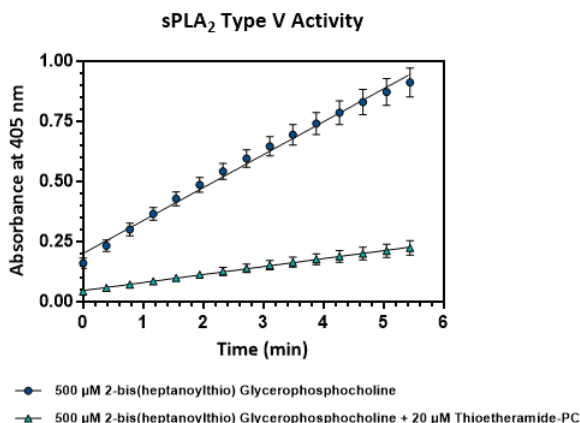 sPLA₂ Type V Activity
1.00
0.75
0.50
0.25
0.00
Absorbance at 405 nm
0 1 2 3 4 5 6
Time (min)
500 µM 2-bis(heptanoylthio) Glycerophosphocholine
500 µM 2-bis(heptanoylthio) Glycerophosphocholine + 20 µM Thioetheramide-PC